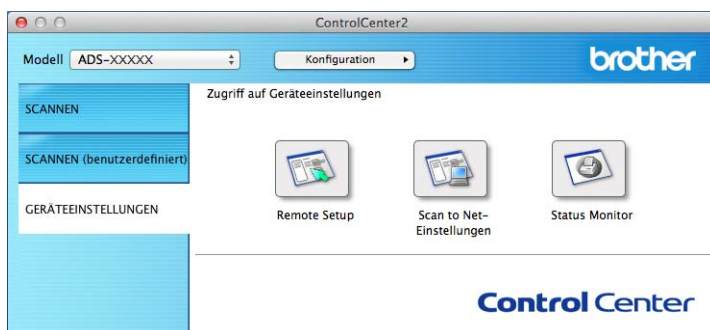 ControlCenter2
Modell ADS-XXXXX Konfiguration brother
SCANNEN
SCANNEN (benutzerdefiniert)
GERÄTEEINSTELLUNGEN
Zugriff auf Geräteeinstellungen
Remote Setup
Scan to Net-
Einstellungen
Status Monitor
Control Center